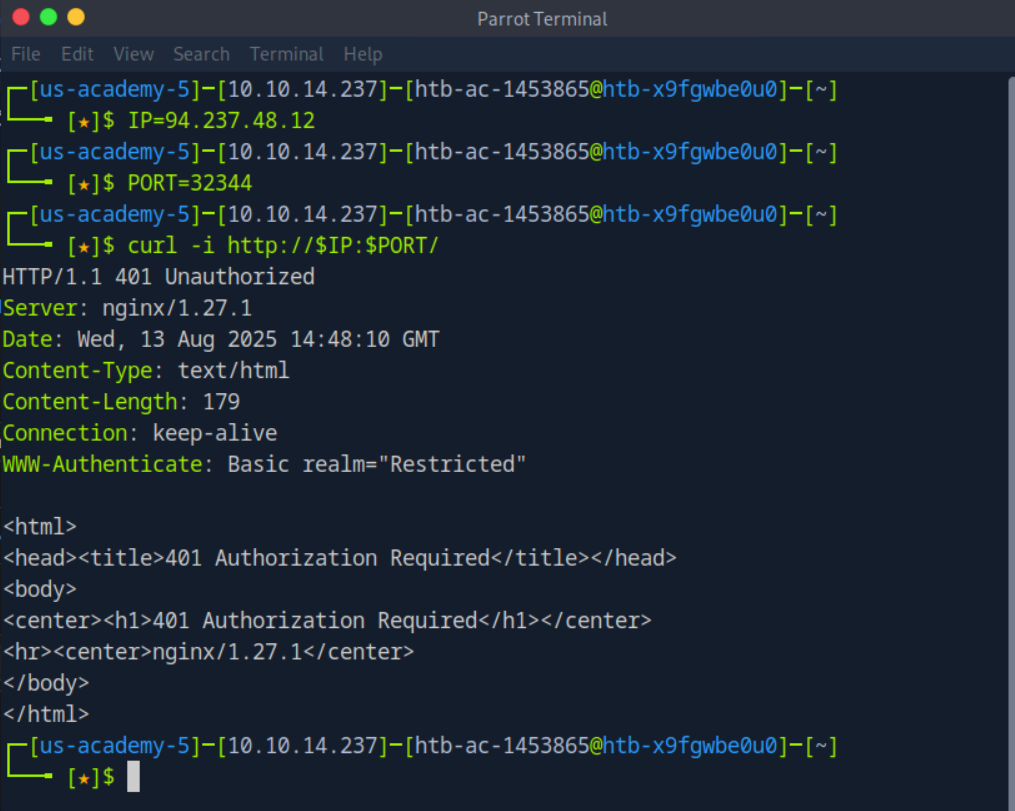 Parrot Terminal
File Edit View Search Terminal Help
┌─[us-academy-5]─[10.10.14.237]─[htb-ac-1453865@htb-x9fgwbe0u0]─[~]
└──╼ [★]$ IP=94.237.48.12
┌─[us-academy-5]─[10.10.14.237]─[htb-ac-1453865@htb-x9fgwbe0u0]─[~]
└──╼ [★]$ PORT=32344
┌─[us-academy-5]─[10.10.14.237]─[htb-ac-1453865@htb-x9fgwbe0u0]─[~]
└──╼ [★]$ curl -i http://$IP:$PORT/
HTTP/1.1 401 Unauthorized
Server: nginx/1.27.1
Date: Wed, 13 Aug 2025 14:48:10 GMT
Content-Type: text/html
Content-Length: 179
Connection: keep-alive
WWW-Authenticate: Basic realm="Restricted"

<html>
<head><title>401 Authorization Required</title></head>
<body>
<center><h1>401 Authorization Required</h1></center>
<hr><center>nginx/1.27.1</center>
</body>
</html>
┌─[us-academy-5]─[10.10.14.237]─[htb-ac-1453865@htb-x9fgwbe0u0]─[~]
└──╼ [★]$